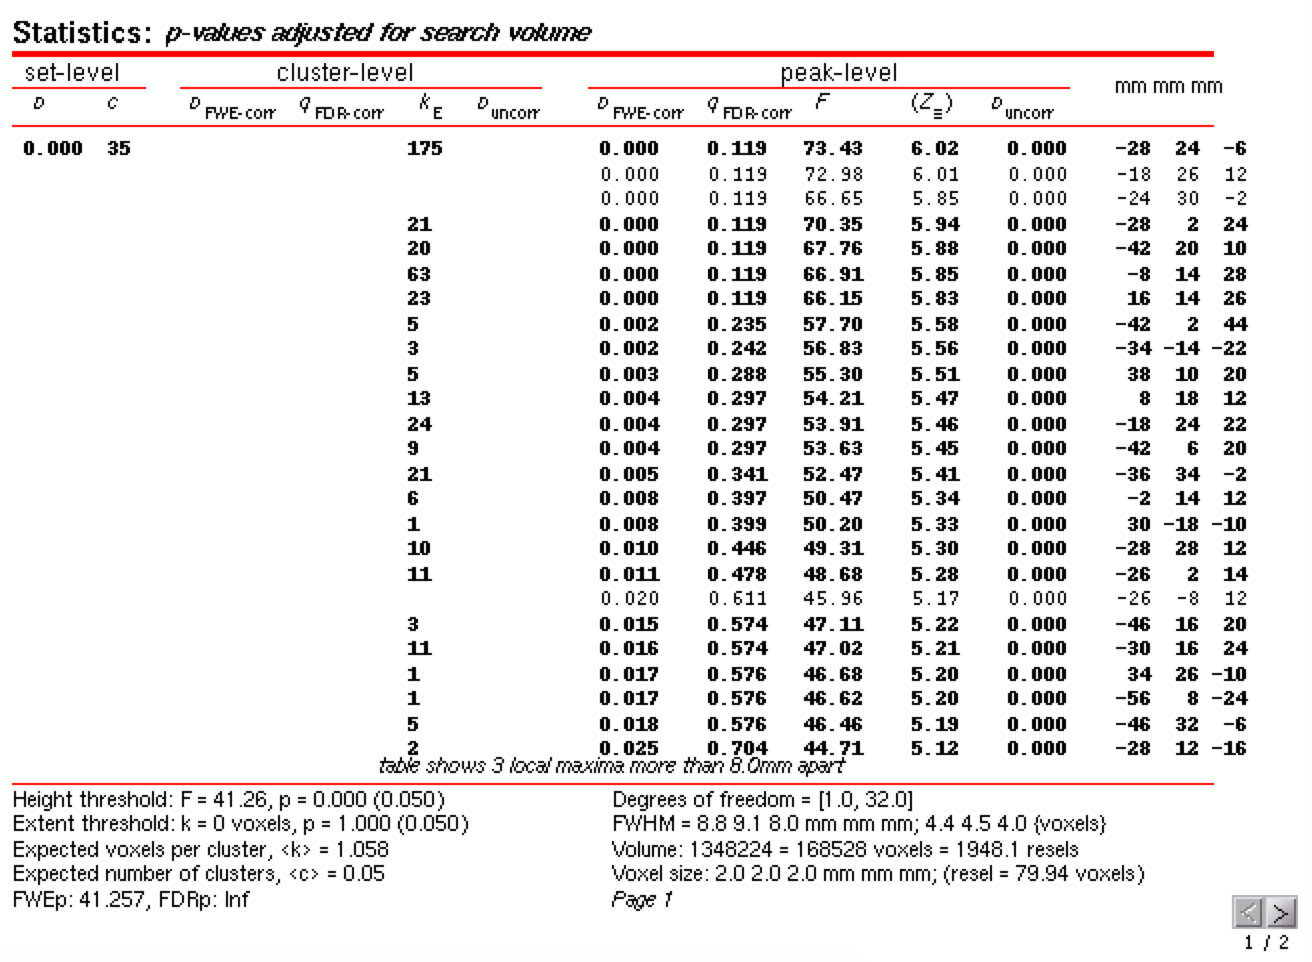 Statistics: p-values adjusted for search volume
set-level cluster-level peak-level mm mm mm
p c p FWE-corr q FDR-corr k E p uncorr p FWE-corr q FDR-corr F (Z≡) p uncorr
0.000 35 175 0.000 0.119 73.43 6.02 0.000 -28 24 -6
0.000 0.119 72.98 6.01 0.000 -18 26 12
0.000 0.119 66.65 5.85 0.000 -24 30 -2
21 0.000 0.119 70.35 5.94 0.000 -28 2 24
20 0.000 0.119 67.76 5.88 0.000 -42 20 10
63 0.000 0.119 66.91 5.85 0.000 -8 14 28
23 0.000 0.119 66.15 5.83 0.000 16 14 26
5 0.002 0.235 57.70 5.58 0.000 -42 2 44
3 0.002 0.242 56.83 5.56 0.000 -34 -14 -22
5 0.003 0.288 55.30 5.51 0.000 38 10 20
13 0.004 0.297 54.21 5.47 0.000 8 18 12
24 0.004 0.297 53.91 5.46 0.000 -18 24 22
9 0.004 0.297 53.63 5.45 0.000 -42 6 20
21 0.005 0.341 52.47 5.41 0.000 -36 34 -2
6 0.008 0.397 50.47 5.34 0.000 -2 14 12
1 0.008 0.399 50.20 5.33 0.000 30 -18 -10
10 0.010 0.446 49.31 5.30 0.000 -28 28 12
11 0.011 0.478 48.68 5.28 0.000 -26 2 14
0.020 0.611 45.96 5.17 0.000 -26 -8 12
3 0.015 0.574 47.11 5.22 0.000 -46 16 20
11 0.016 0.574 47.02 5.21 0.000 -30 16 24
1 0.017 0.576 46.68 5.20 0.000 34 26 -10
1 0.017 0.576 46.62 5.20 0.000 -56 8 -24
5 0.018 0.576 46.46 5.19 0.000 -46 32 -6
2 0.025 0.704 44.71 5.12 0.000 -28 12 -16
table shows 3 local maxima more than 8.0mm apart
Height threshold: F = 41.26, p = 0.000 (0.050)
Extent threshold: k = 0 voxels, p = 1.000 (0.050)
Expected voxels per cluster, <k> = 1.058
Expected number of clusters, <c> = 0.05
FWEp: 41.257, FDRp: Inf
Degrees of freedom = [1.0, 32.0]
FWHM = 8.8 9.1 8.0 mm mm mm; 4.4 4.5 4.0 {voxels}
Volume: 1348224 = 168528 voxels = 1948.1 resels
Voxel size: 2.0 2.0 2.0 mm mm mm; (resel = 79.94 voxels)
Page 1
< >
1 / 2